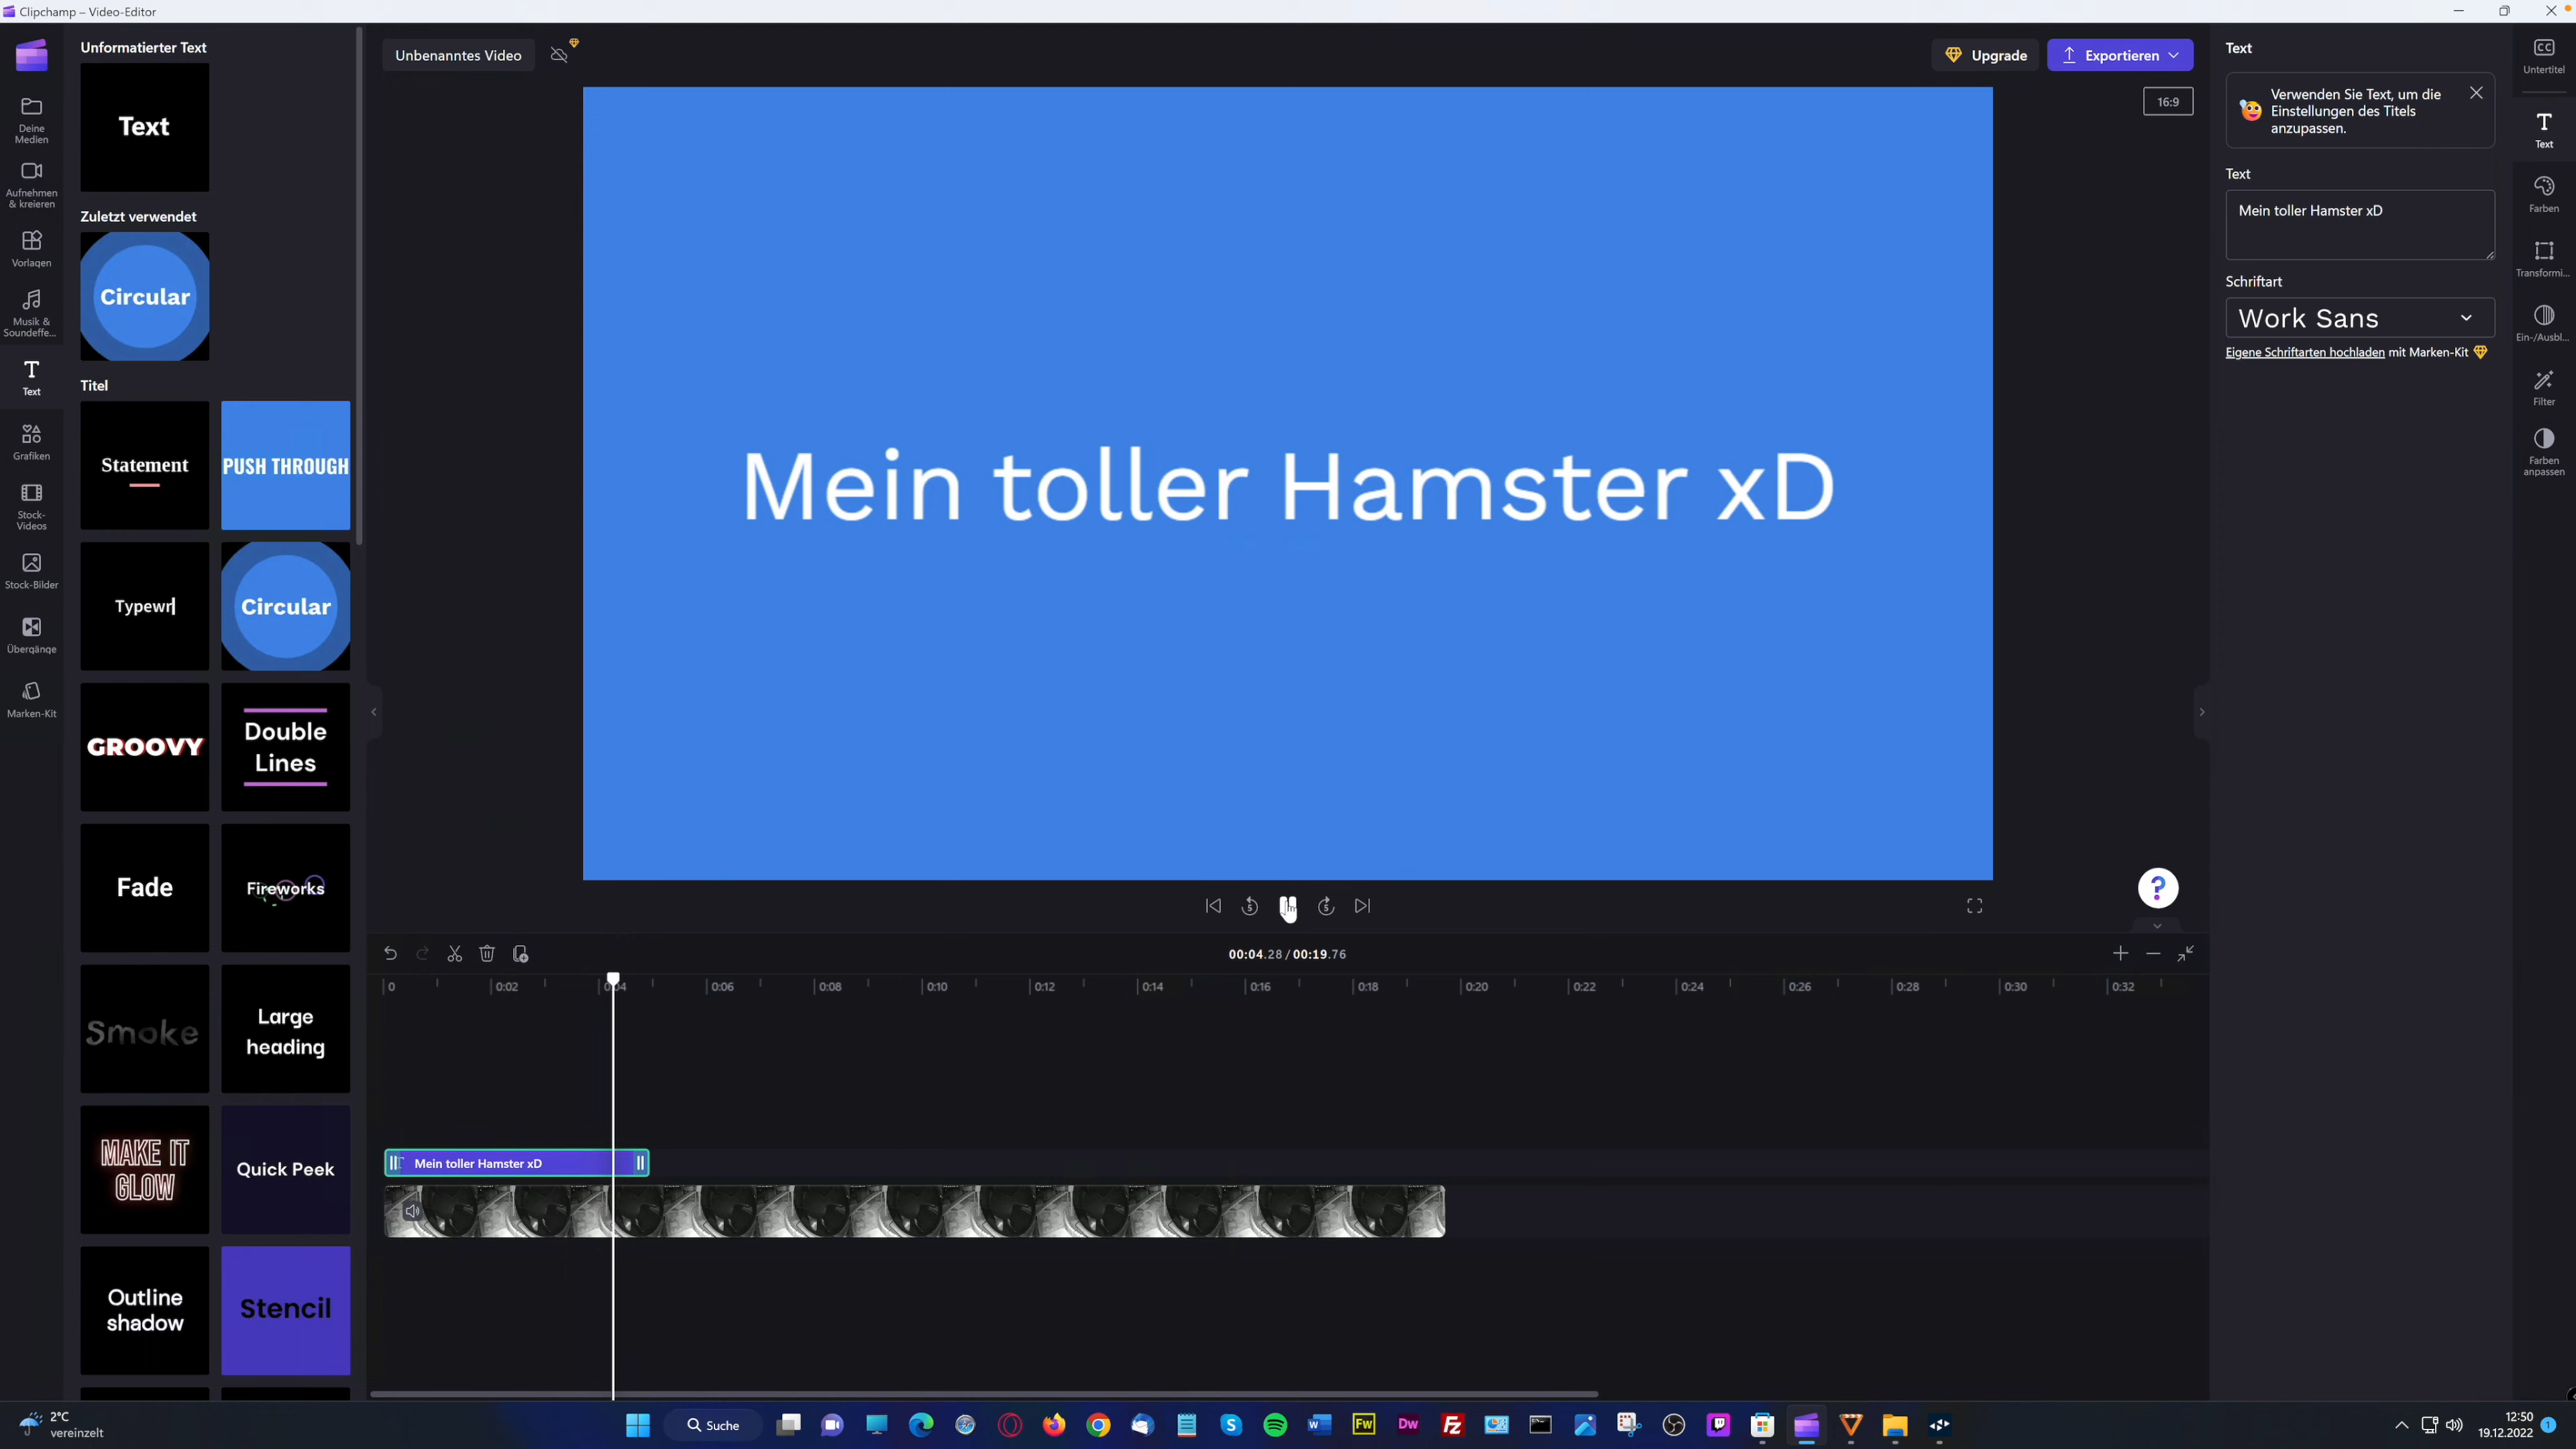 Clipchamp – Video-Editor
Unformatierter Text
Text
Zuletzt verwendet
Circular
Titel
Statement
PUSH THROUGH
Typewr
Circular
GROOVY
Double
Lines
Fade
Fireworks
Smoke
Large
heading
MAKE IT
GLOW
Quick Peek
Outline
shadow
Stencil
Deine
Medien
Aufnehmen
& kreieren
Vorlagen
Musik &
Soundeffe...
Text
Grafiken
Stock-
Videos
Stock-Bilder
Übergänge
Marken-Kit
Unbenanntes Video
Upgrade
Exportieren
16:9
Mein toller Hamster xD
5
5
?
00:04.28 / 00:19.76
0
0:02
0:04
0:06
0:08
0:10
0:12
0:14
0:16
0:18
0:20
0:22
0:24
0:26
0:28
0:30
0:32
Mein toller Hamster xD
Text
Verwenden Sie Text, um die
Einstellungen des Titels
anzupassen.
Text
Mein toller Hamster xD
Schriftart
Work Sans
Eigene Schriftarten hochladen mit Marken-Kit
CC
Untertitel
Text
Farben
Transformi...
Ein-/Ausbl...
Filter
Farben
anpassen
2°C
vereinzelt
Suche
Fw
Dw
12:50
19.12.2022
1